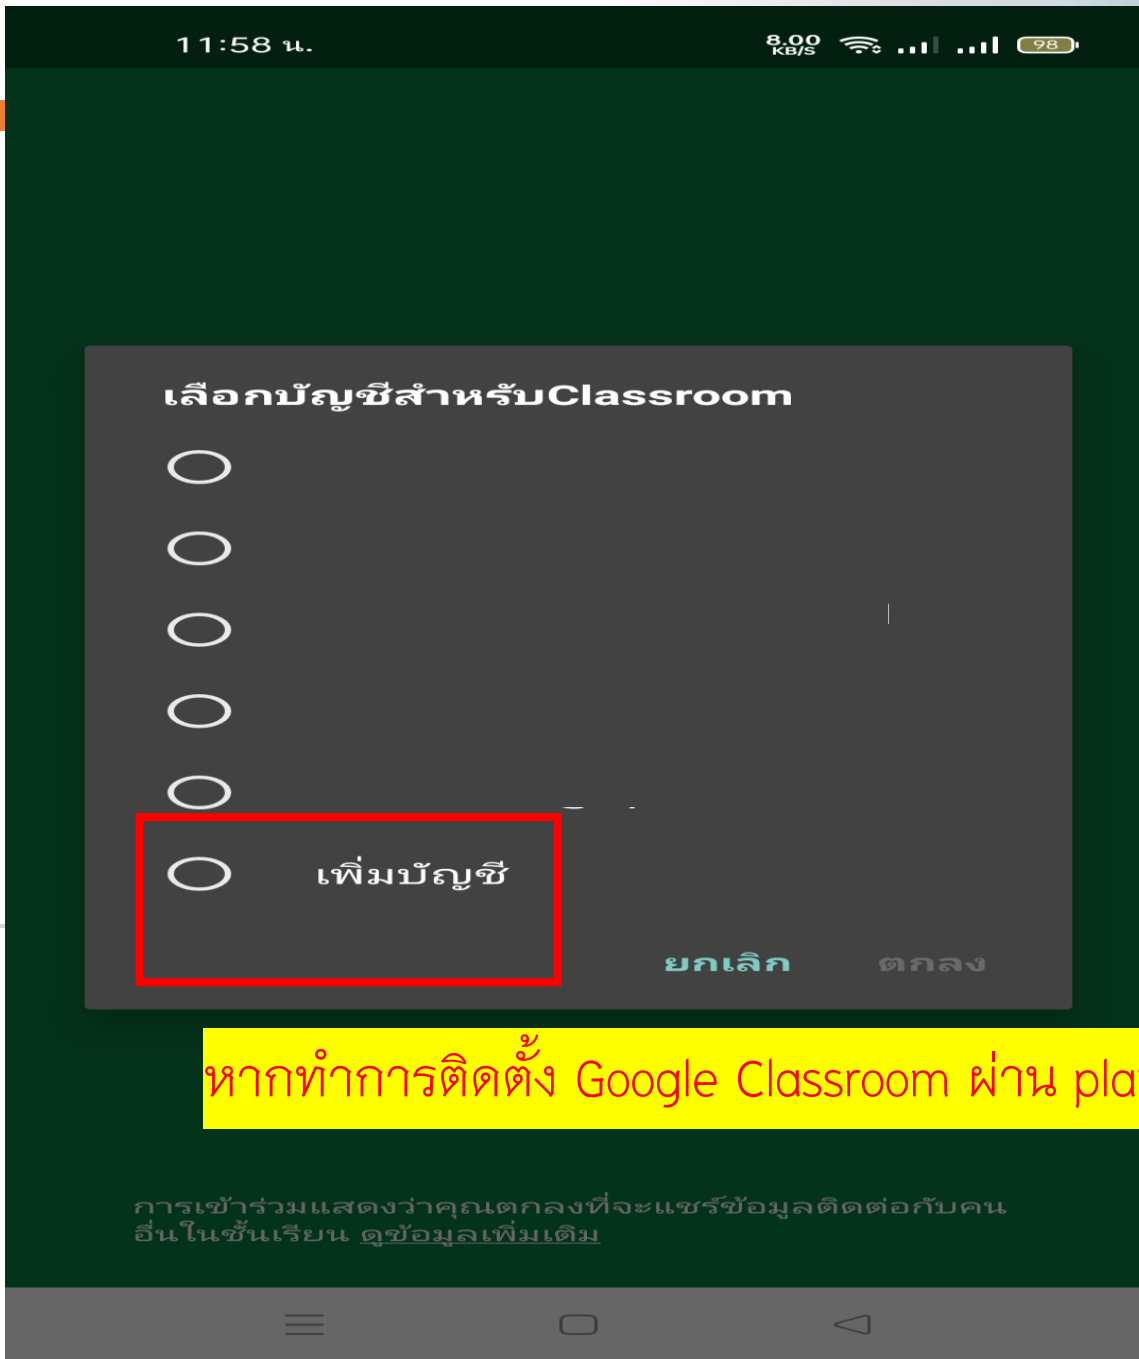 11:58 น.
8.00
KB/S
98
เลือกบัญชีสำหรับClassroom
เพิ่มบัญชี
ยกเลิก ตกลง
หากทำการติดตั้ง Google Classroom ผ่าน pla
การเข้าร่วมแสดงว่าคุณตกลงที่จะแชร์ข้อมูลติดต่อกับคน
อื่นในชั้นเรียน ดูข้อมูลเพิ่มเติม